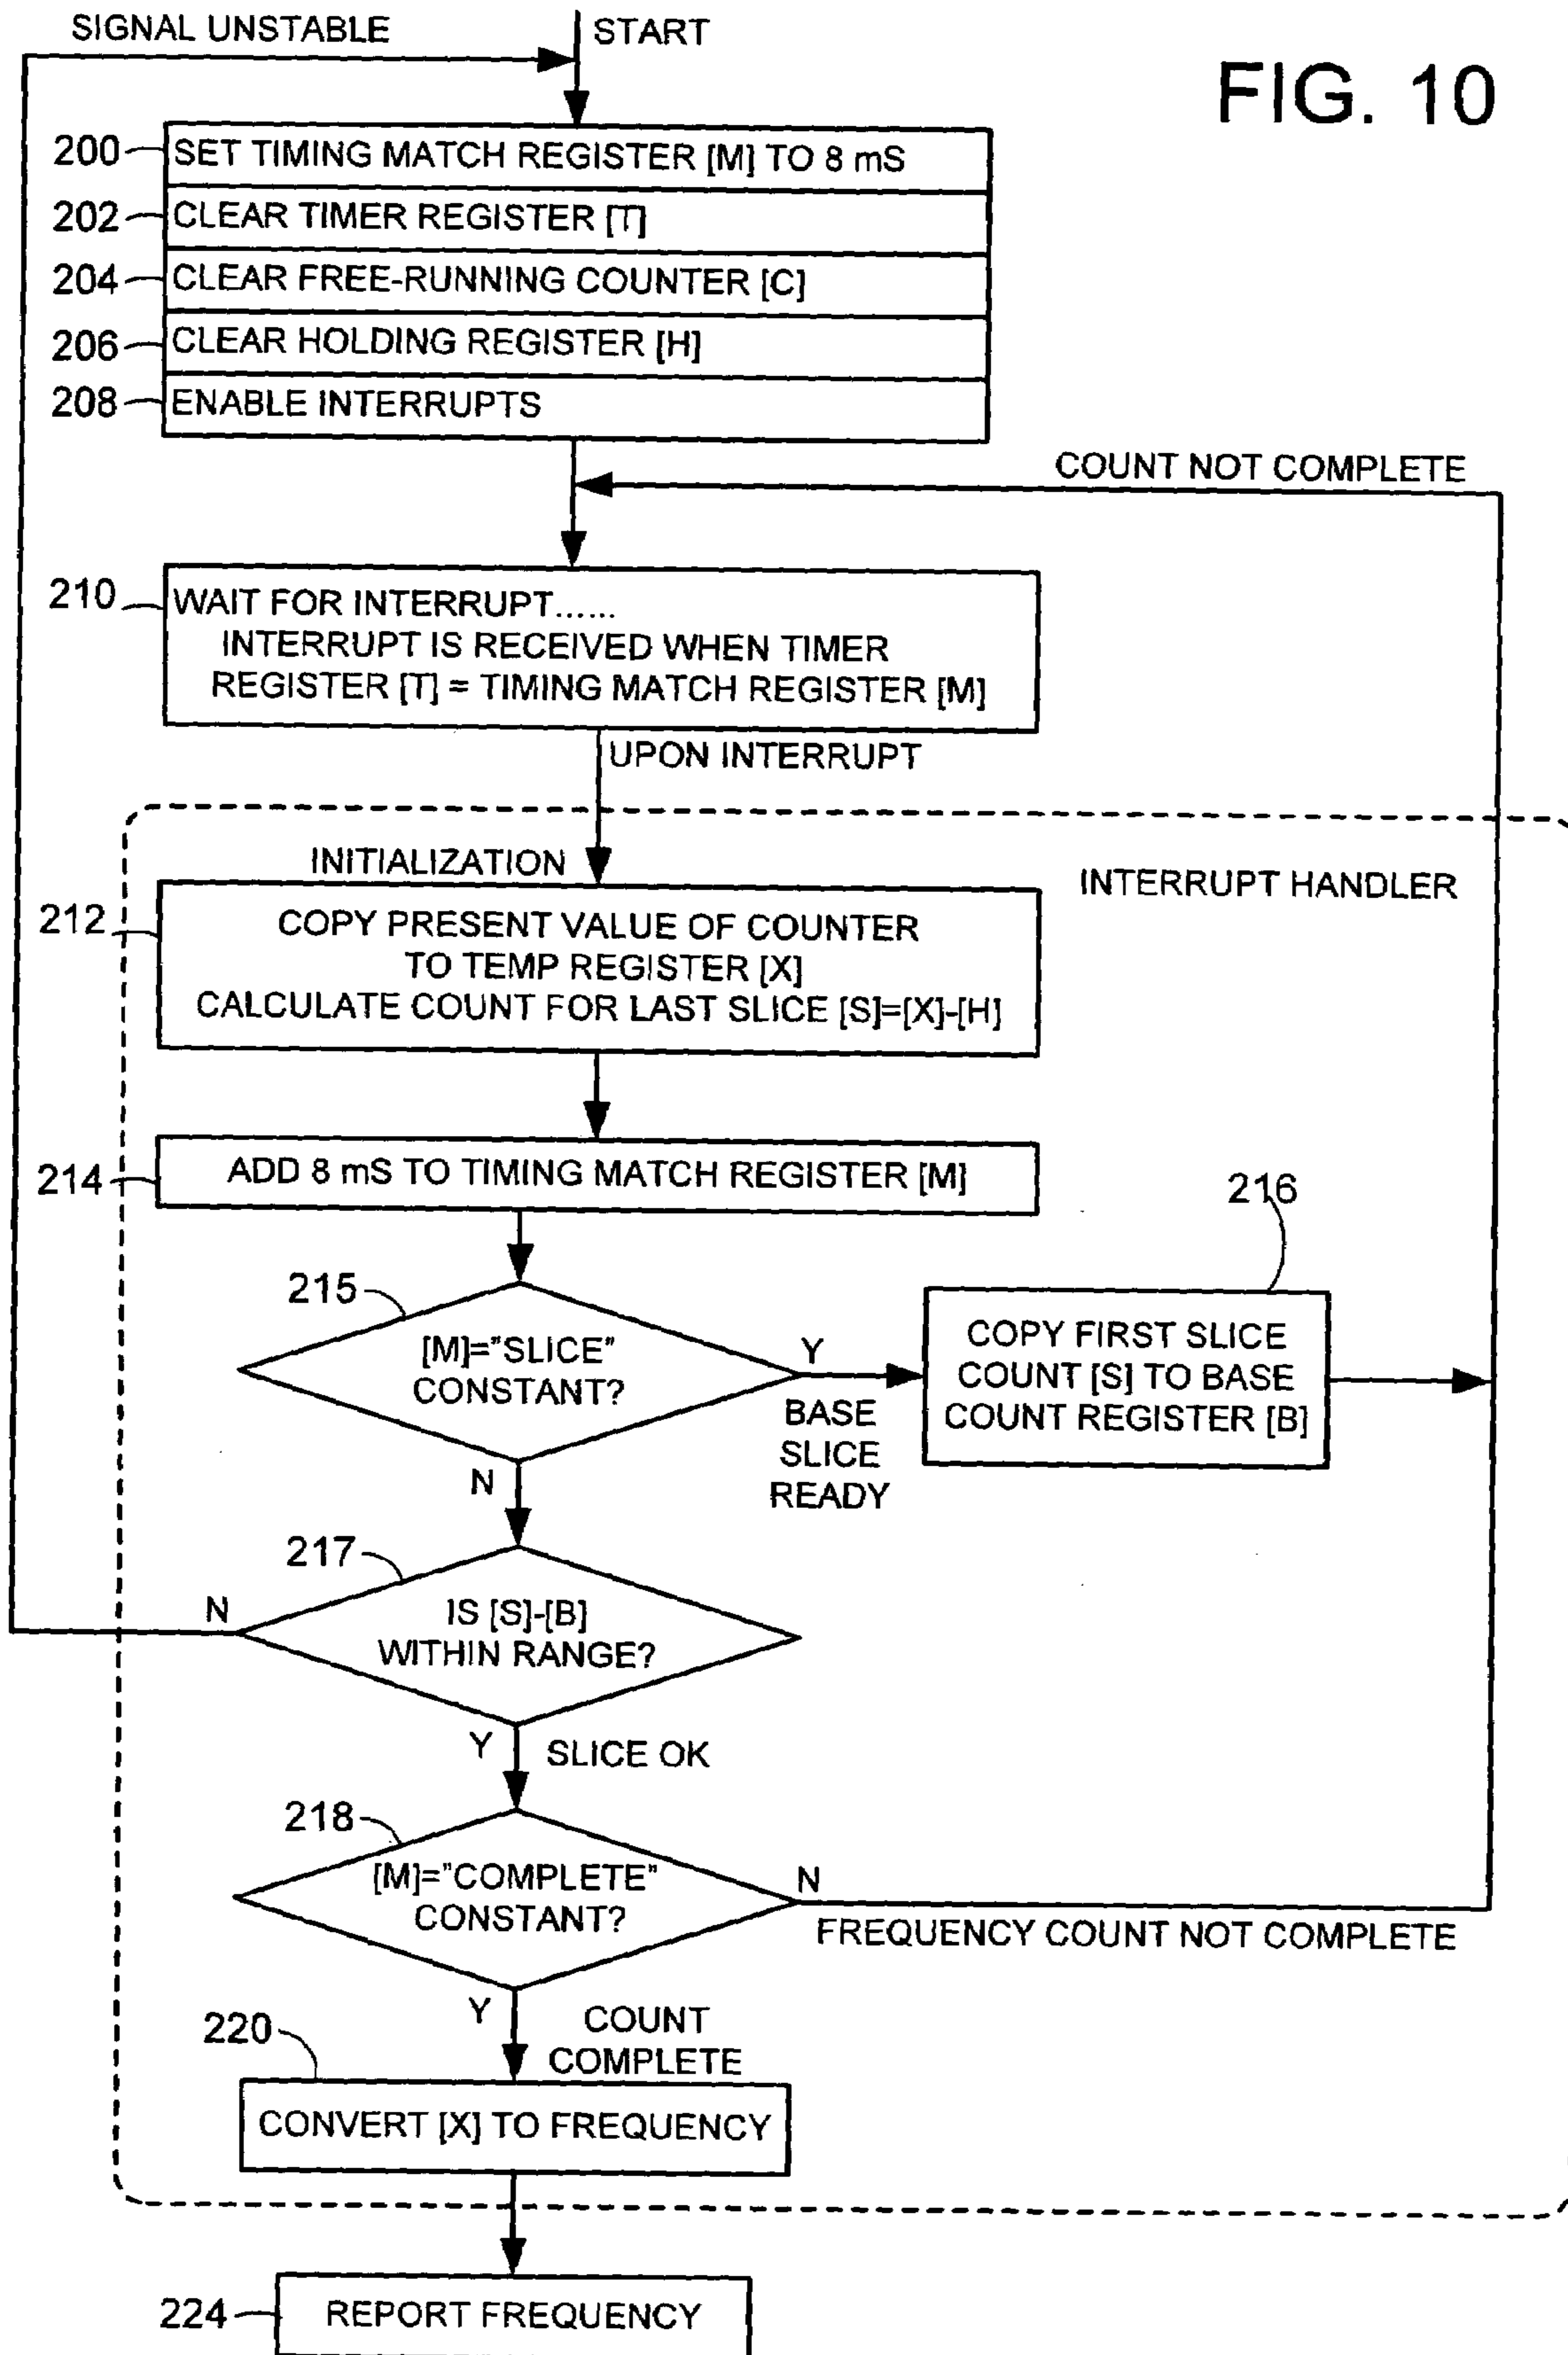 SIGNAL UNSTABLE
START
FIG. 10
200
SET TIMING MATCH REGISTER [M] TO 8 mS
202
CLEAR TIMER REGISTER [T]
204
CLEAR FREE-RUNNING COUNTER [C]
206
CLEAR HOLDING REGISTER [H]
208
ENABLE INTERRUPTS
COUNT NOT COMPLETE
210
WAIT FOR INTERRUPT......
INTERRUPT IS RECEIVED WHEN TIMER
REGISTER [T] = TIMING MATCH REGISTER [M]
UPON INTERRUPT
INITIALIZATION
INTERRUPT HANDLER
212
COPY PRESENT VALUE OF COUNTER
TO TEMP REGISTER [X]
CALCULATE COUNT FOR LAST SLICE [S]=[X]-[H]
214
ADD 8 mS TO TIMING MATCH REGISTER [M]
216
215
[M]="SLICE"
CONSTANT?
Y
BASE
SLICE
READY
COPY FIRST SLICE
COUNT [S] TO BASE
COUNT REGISTER [B]
N
217
N
IS [S]-[B]
WITHIN RANGE?
Y
SLICE OK
218
[M]="COMPLETE"
CONSTANT?
N
FREQUENCY COUNT NOT COMPLETE
Y
COUNT
COMPLETE
220
CONVERT [X] TO FREQUENCY
224
REPORT FREQUENCY